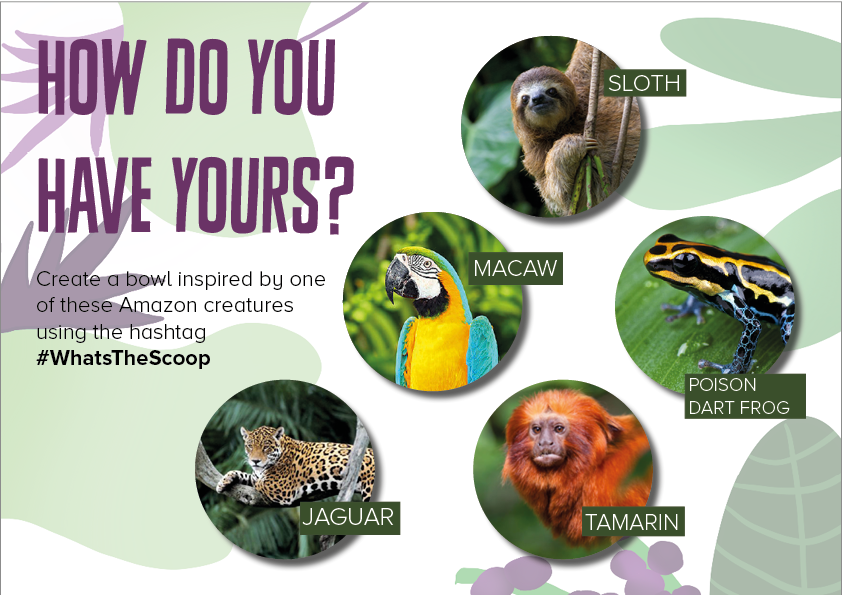 HOW DO YOU
HAVE YOURS?
Create a bowl inspired by one
of these Amazon creatures
using the hashtag
#WhatsTheScoop
SLOTH
MACAW
POISON
DART FROG
JAGUAR
TAMARIN